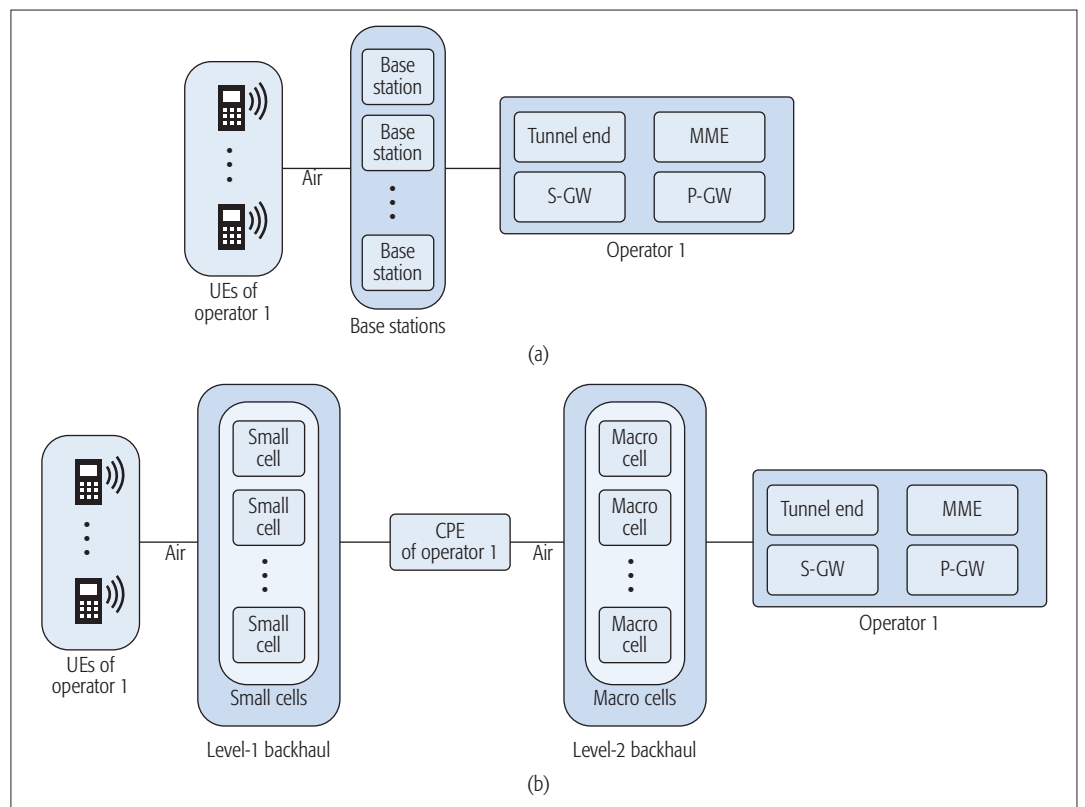 Base
station
Base
station
Base
station
Base stations
Air
UEs of
operator 1
Tunnel end
MME
S-GW
P-GW
Operator 1
(a)
UEs of
operator 1
Air
Small
cell
Small
cell
Small
cell
Small cells
Level-1 backhaul
CPE
of operator 1
Air
Macro
cell
Macro
cell
Macro
cell
Macro cells
Level-2 backhaul
Tunnel end
MME
S-GW
P-GW
Operator 1
(b)